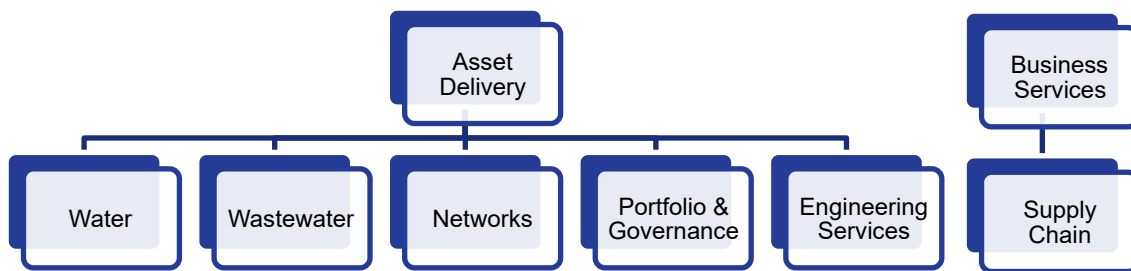 Asset
Delivery
Business
Services
Water
Wastewater
Networks
Portfolio &
Governance
Engineering
Services
Supply
Chain